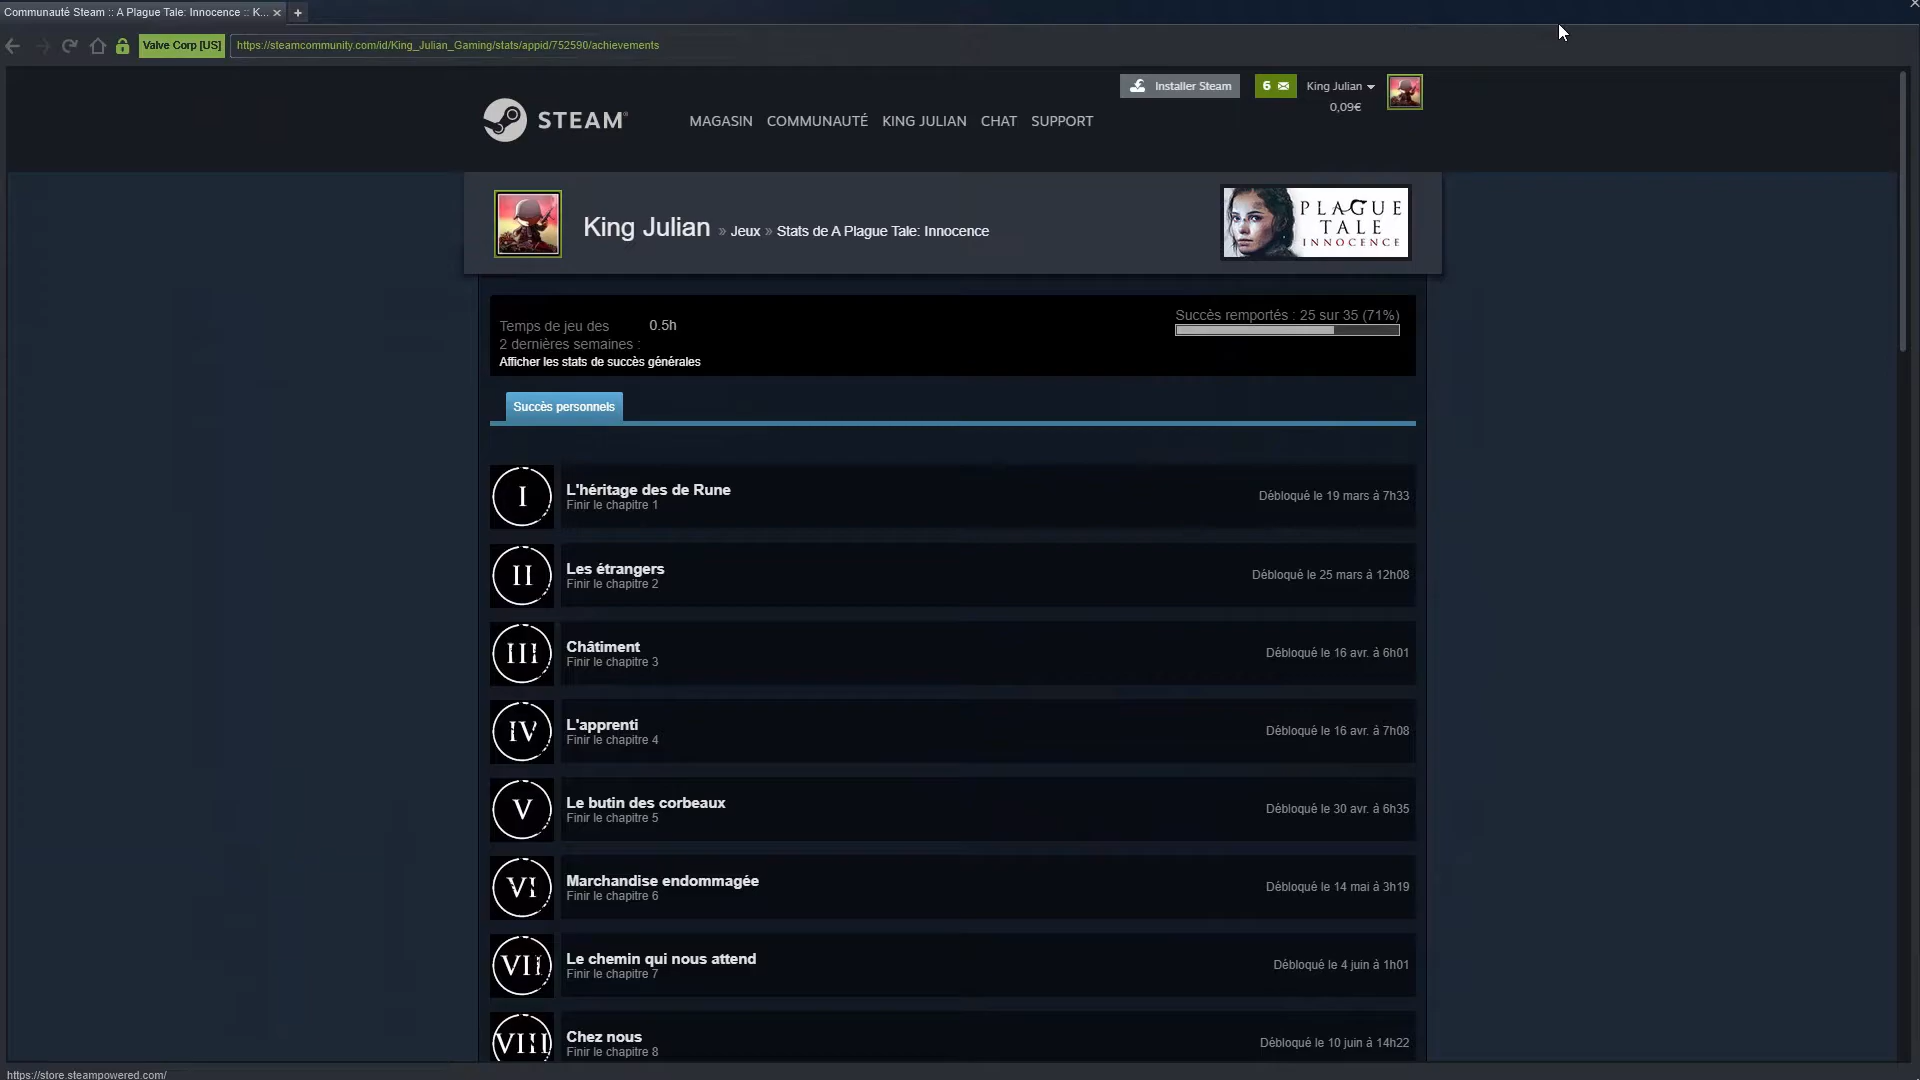 Communauté Steam :: A Plague Tale: Innocence :: K...
Valve Corp [US]
https://steamcommunity.com/id/King_Julian_Gaming/stats/appid/752590/achievements
Installer Steam
6
King Julian
0,09€
STEAM
MAGASIN COMMUNAUTÉ KING JULIAN CHAT SUPPORT
King Julian » Jeux » Stats de A Plague Tale: Innocence
PLAGUE
TALE
INNOCENCE
Temps de jeu des
2 dernières semaines :
0.5h
Succès remportés : 25 sur 35 (71%)
Afficher les stats de succès générales
Succès personnels
I
L'héritage des de Rune
Finir le chapitre 1
Débloqué le 19 mars à 7h33
II
Les étrangers
Finir le chapitre 2
Débloqué le 25 mars à 12h08
III
Châtiment
Finir le chapitre 3
Débloqué le 16 avr. à 6h01
IV
L'apprenti
Finir le chapitre 4
Débloqué le 16 avr. à 7h08
V
Le butin des corbeaux
Finir le chapitre 5
Débloqué le 30 avr. à 6h35
VI
Marchandise endommagée
Finir le chapitre 6
Débloqué le 14 mai à 3h19
VII
Le chemin qui nous attend
Finir le chapitre 7
Débloqué le 4 juin à 1h01
VIII
Chez nous
Finir le chapitre 8
Débloqué le 10 juin à 14h22
https://store.steampowered.com/